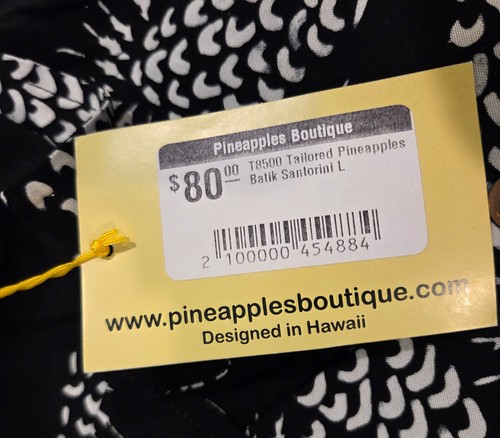 Pineapples Boutique
$80.00 T8500 Tailored Pineapples
Batik Santorini L
2 100000 454884
www.pineapplesboutique.com
Designed in Hawaii